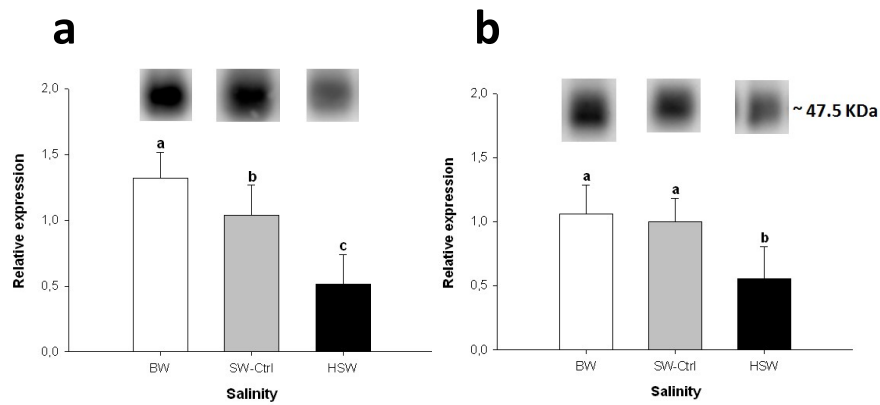 a
2,0
1,5
1,0
0,5
0,0
Relative expression
a
b
c
BW SW-Ctrl HSW
Salinity
b
~ 47.5 KDa
2,0
1,5
1,0
0,5
0,0
Relative expression
a
a
b
BW SW-Ctrl HSW
Salinity